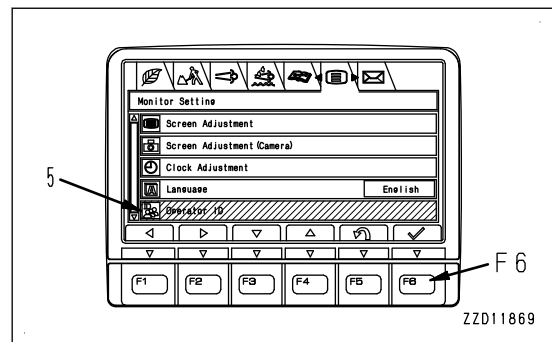 Monitor Setting
Screen Adjustment
Screen Adjustment(Camera)
Clock Adjustment
A Language English
5 Operator ID
F6
F1 F2 F3 F4 F5 F6
ZZD11869